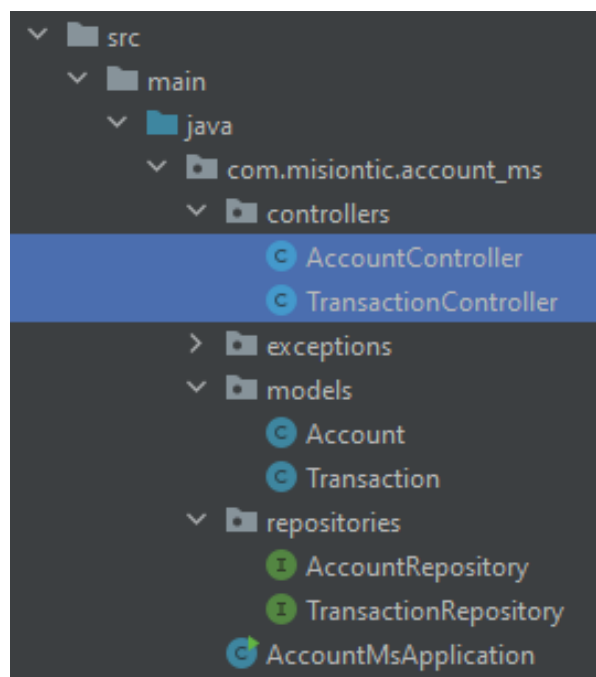 src
main
java
com.misiontic.account_ms
controllers
C AccountController
C TransactionController
exceptions
models
C Account
C Transaction
repositories
I AccountRepository
I TransactionRepository
C AccountMsApplication